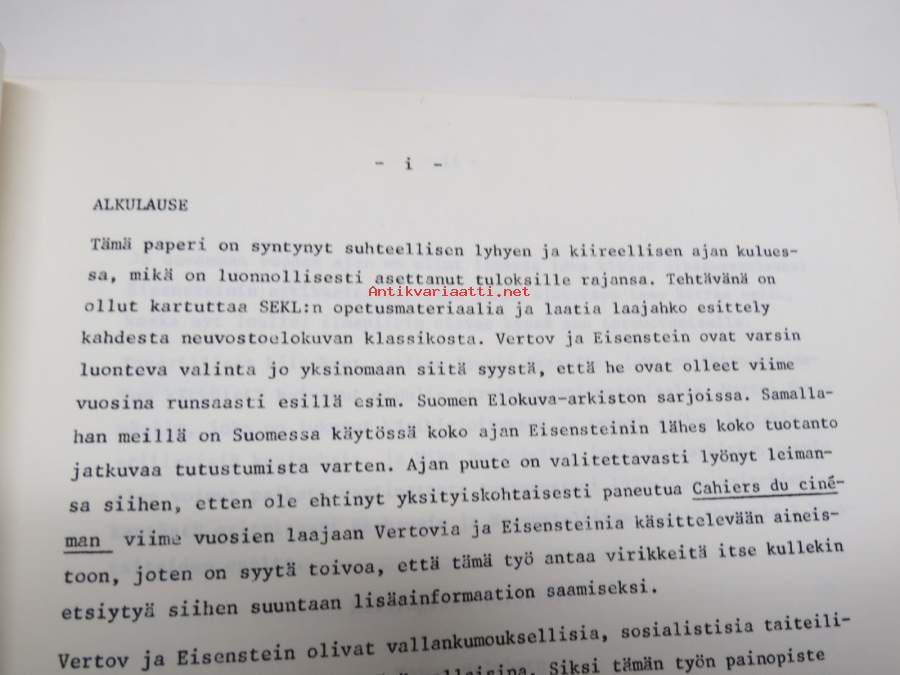 - i -
ALKULAUSE
Tämä paperi on syntynyt suhteellisen lyhyen ja kiireellisen ajan kulues-
sa, mikä on luonnollisesti asettanut tuloksille rajansa. Tehtävänä on
Antikvariaatti.net
ollut kartuttaa SEKL:n opetusmateriaalia ja laatia laajahko esittely
kahdesta neuvostoelokuvan klassikosta. Vertov ja Eisenstein ovat varsin
luonteva valinta jo yksinomaan siitä syystä, että he ovat olleet viime
vuosina runsaasti esillä esim. Suomen Elokuva-arkiston sarjoissa. Samalla-
han meillä on Suomessa käytössä koko ajan Eisensteinin lähes koko tuotanto
jatkuvaa tutustumista varten. Ajan puute on valitettavasti lyönyt leiman-
sa siihen, etten ole ehtinyt yksityiskohtaisesti paneutua Cahiers du ciné-
man viime vuosien laajaan Vertovia ja Eisensteinia käsittelevään aineis-
toon, joten on syytä toivoa, että tämä työ antaa virikkeitä itse kullekin
etsiytyä siihen suuntaan lisäainformaation saamiseksi.
Vertov ja Eisenstein olivat vallankumouksellisia, sosialistisia taiteili-
Siksi tämän työn painopiste